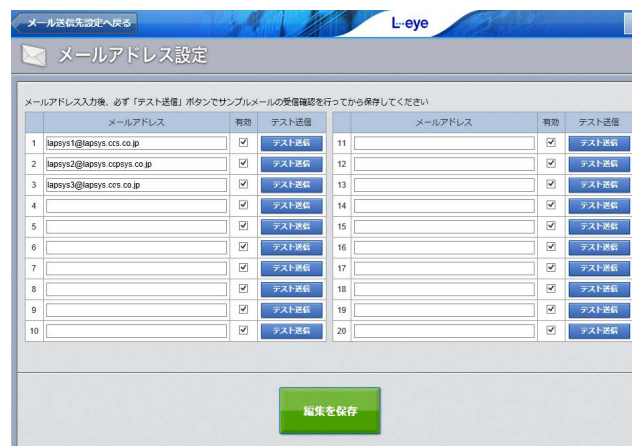 メール送信先設定へ戻る
L·eye
メールアドレス設定
メールアドレス入力後、必ず「テスト送信」ボタンでサンプルメールの受信確認を行ってから保存してください
メールアドレス 有効 テスト送信 メールアドレス 有効 テスト送信
1 lapsys1@lapsys.ccs.co.jp テスト送信 11 テスト送信
2 lapsys2@lapsys.ccpsys.co.jp テスト送信 12 テスト送信
3 lapsys3@lapsys.ccs.co.jp テスト送信 13 テスト送信
4 テスト送信 14 テスト送信
5 テスト送信 15 テスト送信
6 テスト送信 16 テスト送信
7 テスト送信 17 テスト送信
8 テスト送信 18 テスト送信
9 テスト送信 19 テスト送信
10 テスト送信 20 テスト送信
編集を保存